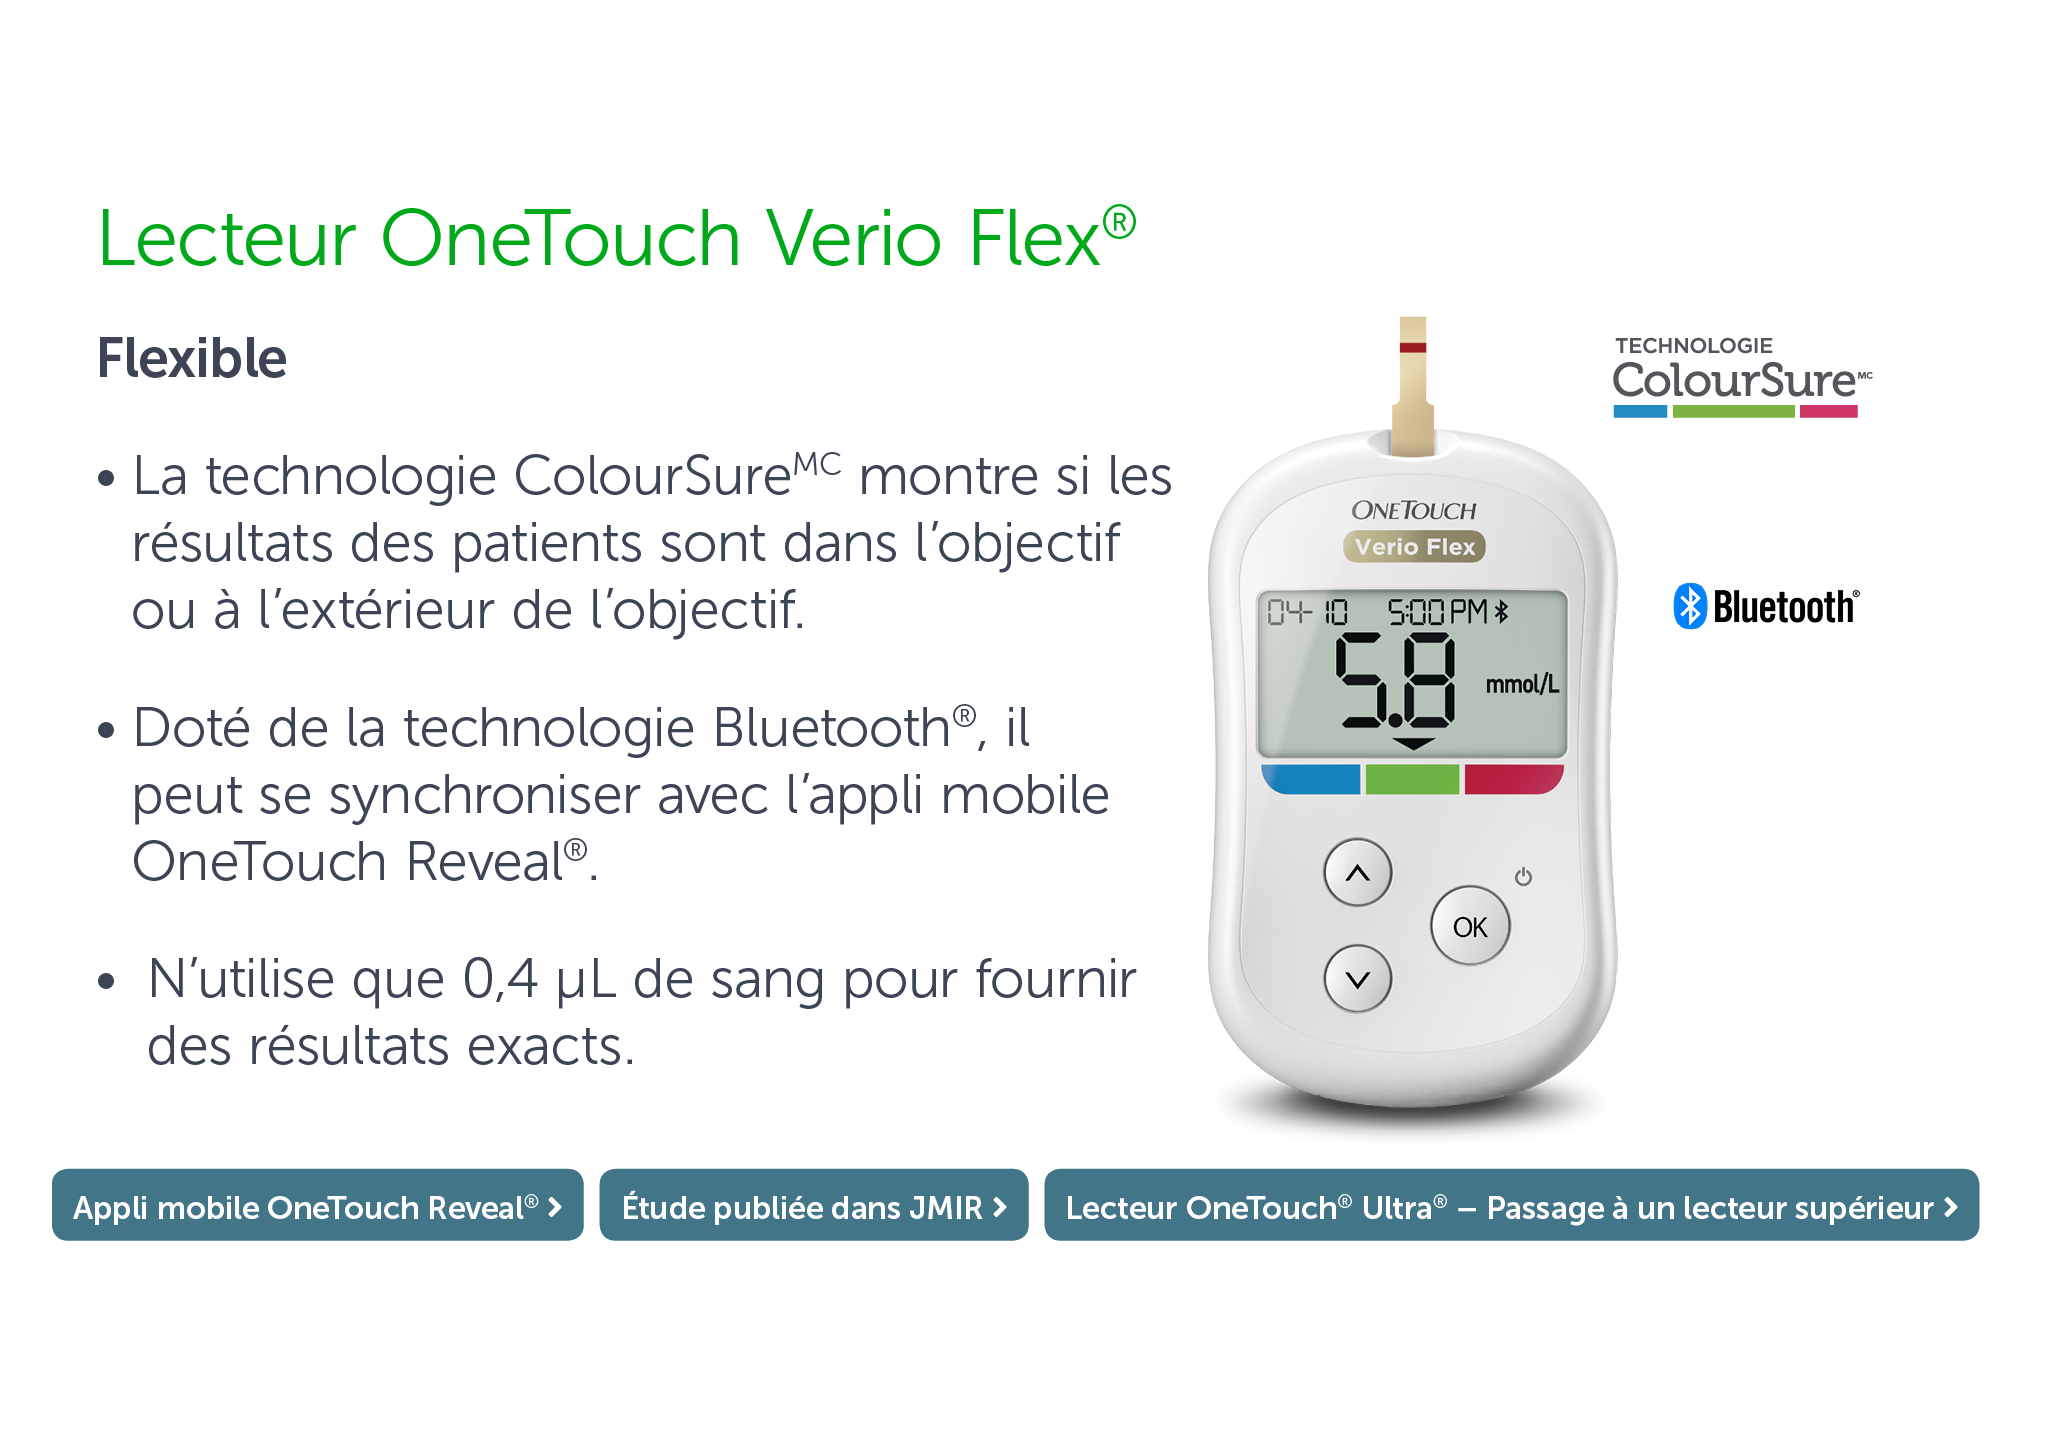 Lecteur OneTouch Verio Flex®
Flexible
• La technologie ColourSureMC montre si les
résultats des patients sont dans l’objectif
ou à l’extérieur de l’objectif.
• Doté de la technologie Bluetooth®, il
peut se synchroniser avec l’appli mobile
OneTouch Reveal®.
• N’utilise que 0,4 µL de sang pour fournir
des résultats exacts.
ONETOUCH
Verio Flex
04-10 5:00 PM
5.8 mmol/L
OK
TECHNOLOGIE
ColourSureMC
Bluetooth®
Appli mobile OneTouch Reveal® >
Étude publiée dans JMIR >
Lecteur OneTouch® Ultra® – Passage à un lecteur supérieur >